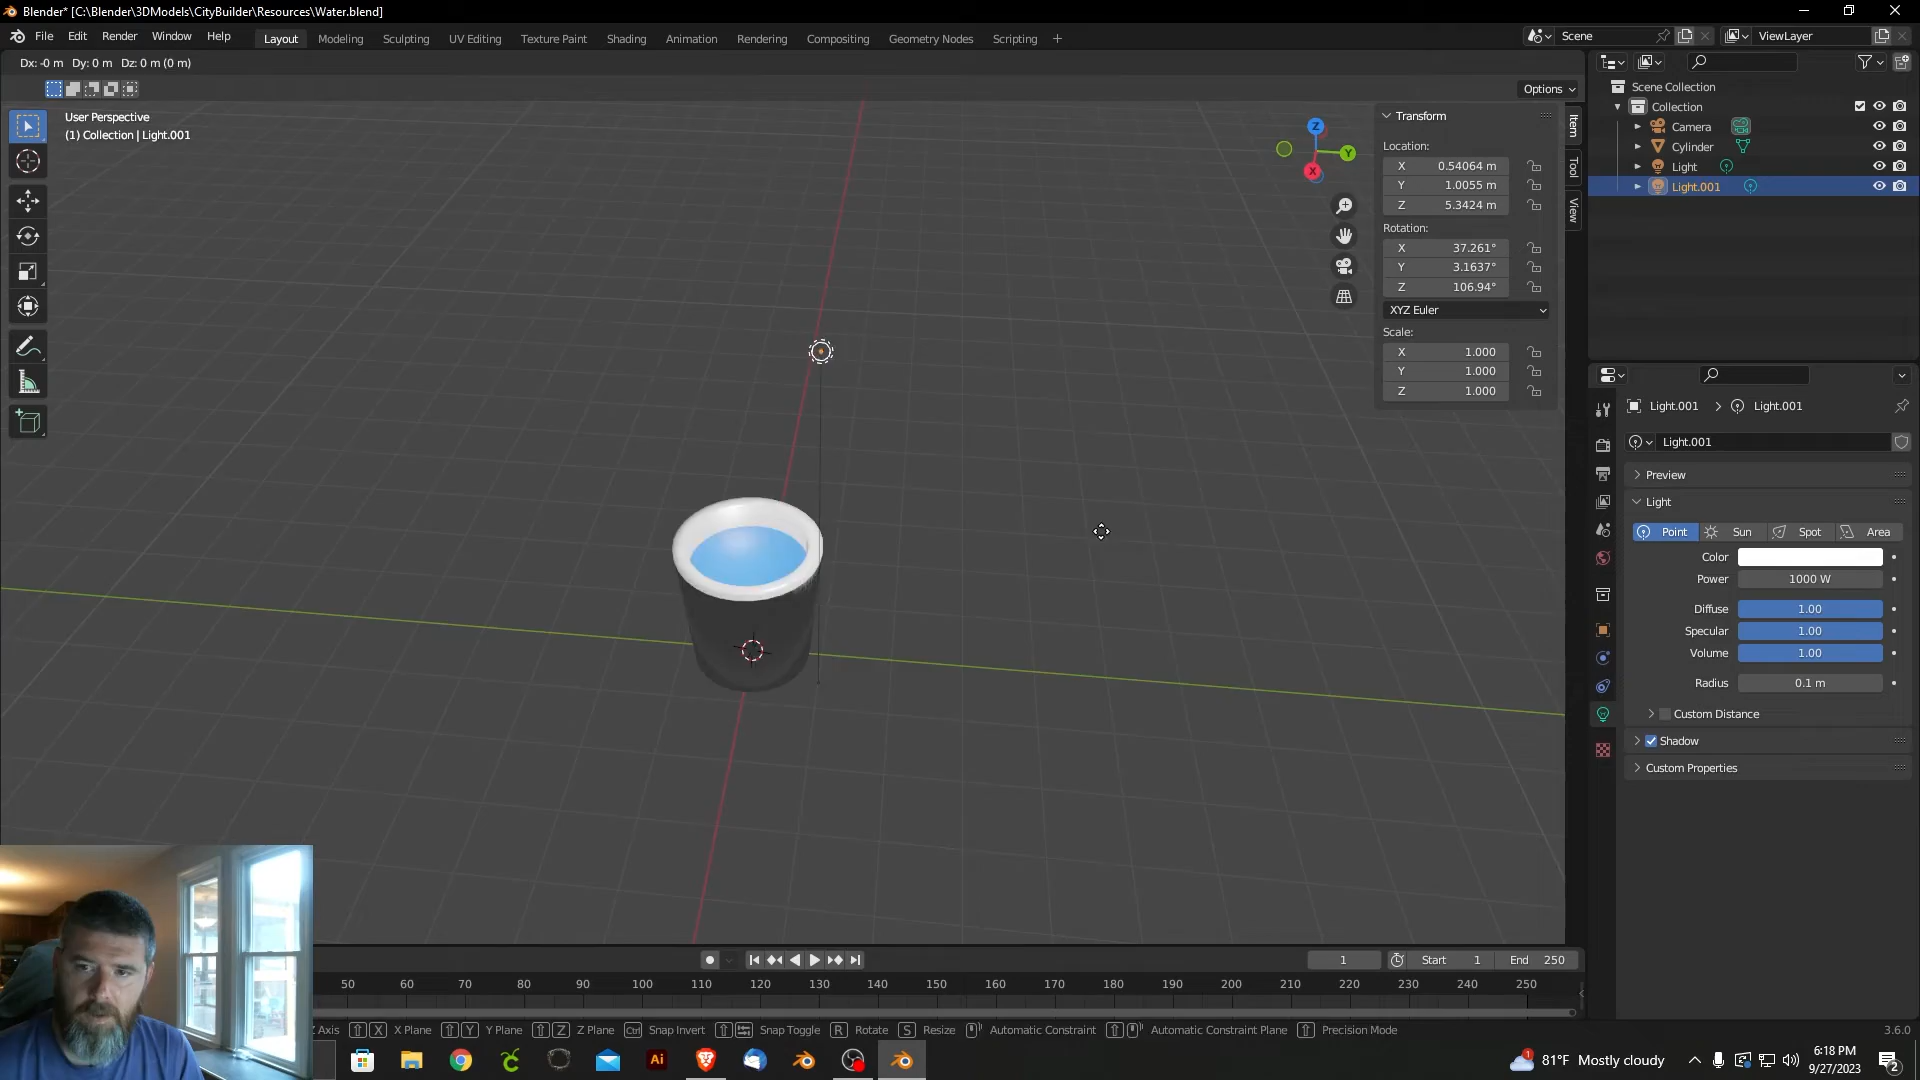 Blender* [C:\Blender\3DModels\CityBuilder\Resources\Water.blend]
File Edit Render Window Help Layout Modeling Sculpting UV Editing Texture Paint Shading Animation Rendering Compositing Geometry Nodes Scripting + Scene ViewLayer
Dx: -0 m Dy: 0 m Dz: 0 m (0 m)
Options
User Perspective
(1) Collection | Light.001
Z
Y
X
Transform
Location:
X 0.54064 m
Y 1.0055 m
Z 5.3424 m
Rotation:
X 37.261°
Y 3.1637°
Z 106.94°
XYZ Euler
Scale:
X 1.000
Y 1.000
Z 1.000
Item
Tool
View
Scene Collection
Collection
Camera
Cylinder
Light
Light.001
Light.001 > Light.001
Light.001
Preview
Light
Point Sun Spot Area
Color
Power 1000 W
Diffuse 1.00
Specular 1.00
Volume 1.00
Radius 0.1 m
Custom Distance
Shadow
Custom Properties
1 Start 1 End 250
50 60 70 80 90 100 110 120 130 140 150 160 170 180 190 200 210 220 230 240 250
Z Axis X X Plane Y Y Plane Z Z Plane Ctrl Snap Invert Snap Toggle R Rotate S Resize Automatic Constraint Automatic Constraint Plane Precision Mode 3.6.0
Ai 1 81°F Mostly cloudy 6:18 PM
9/27/2023 2